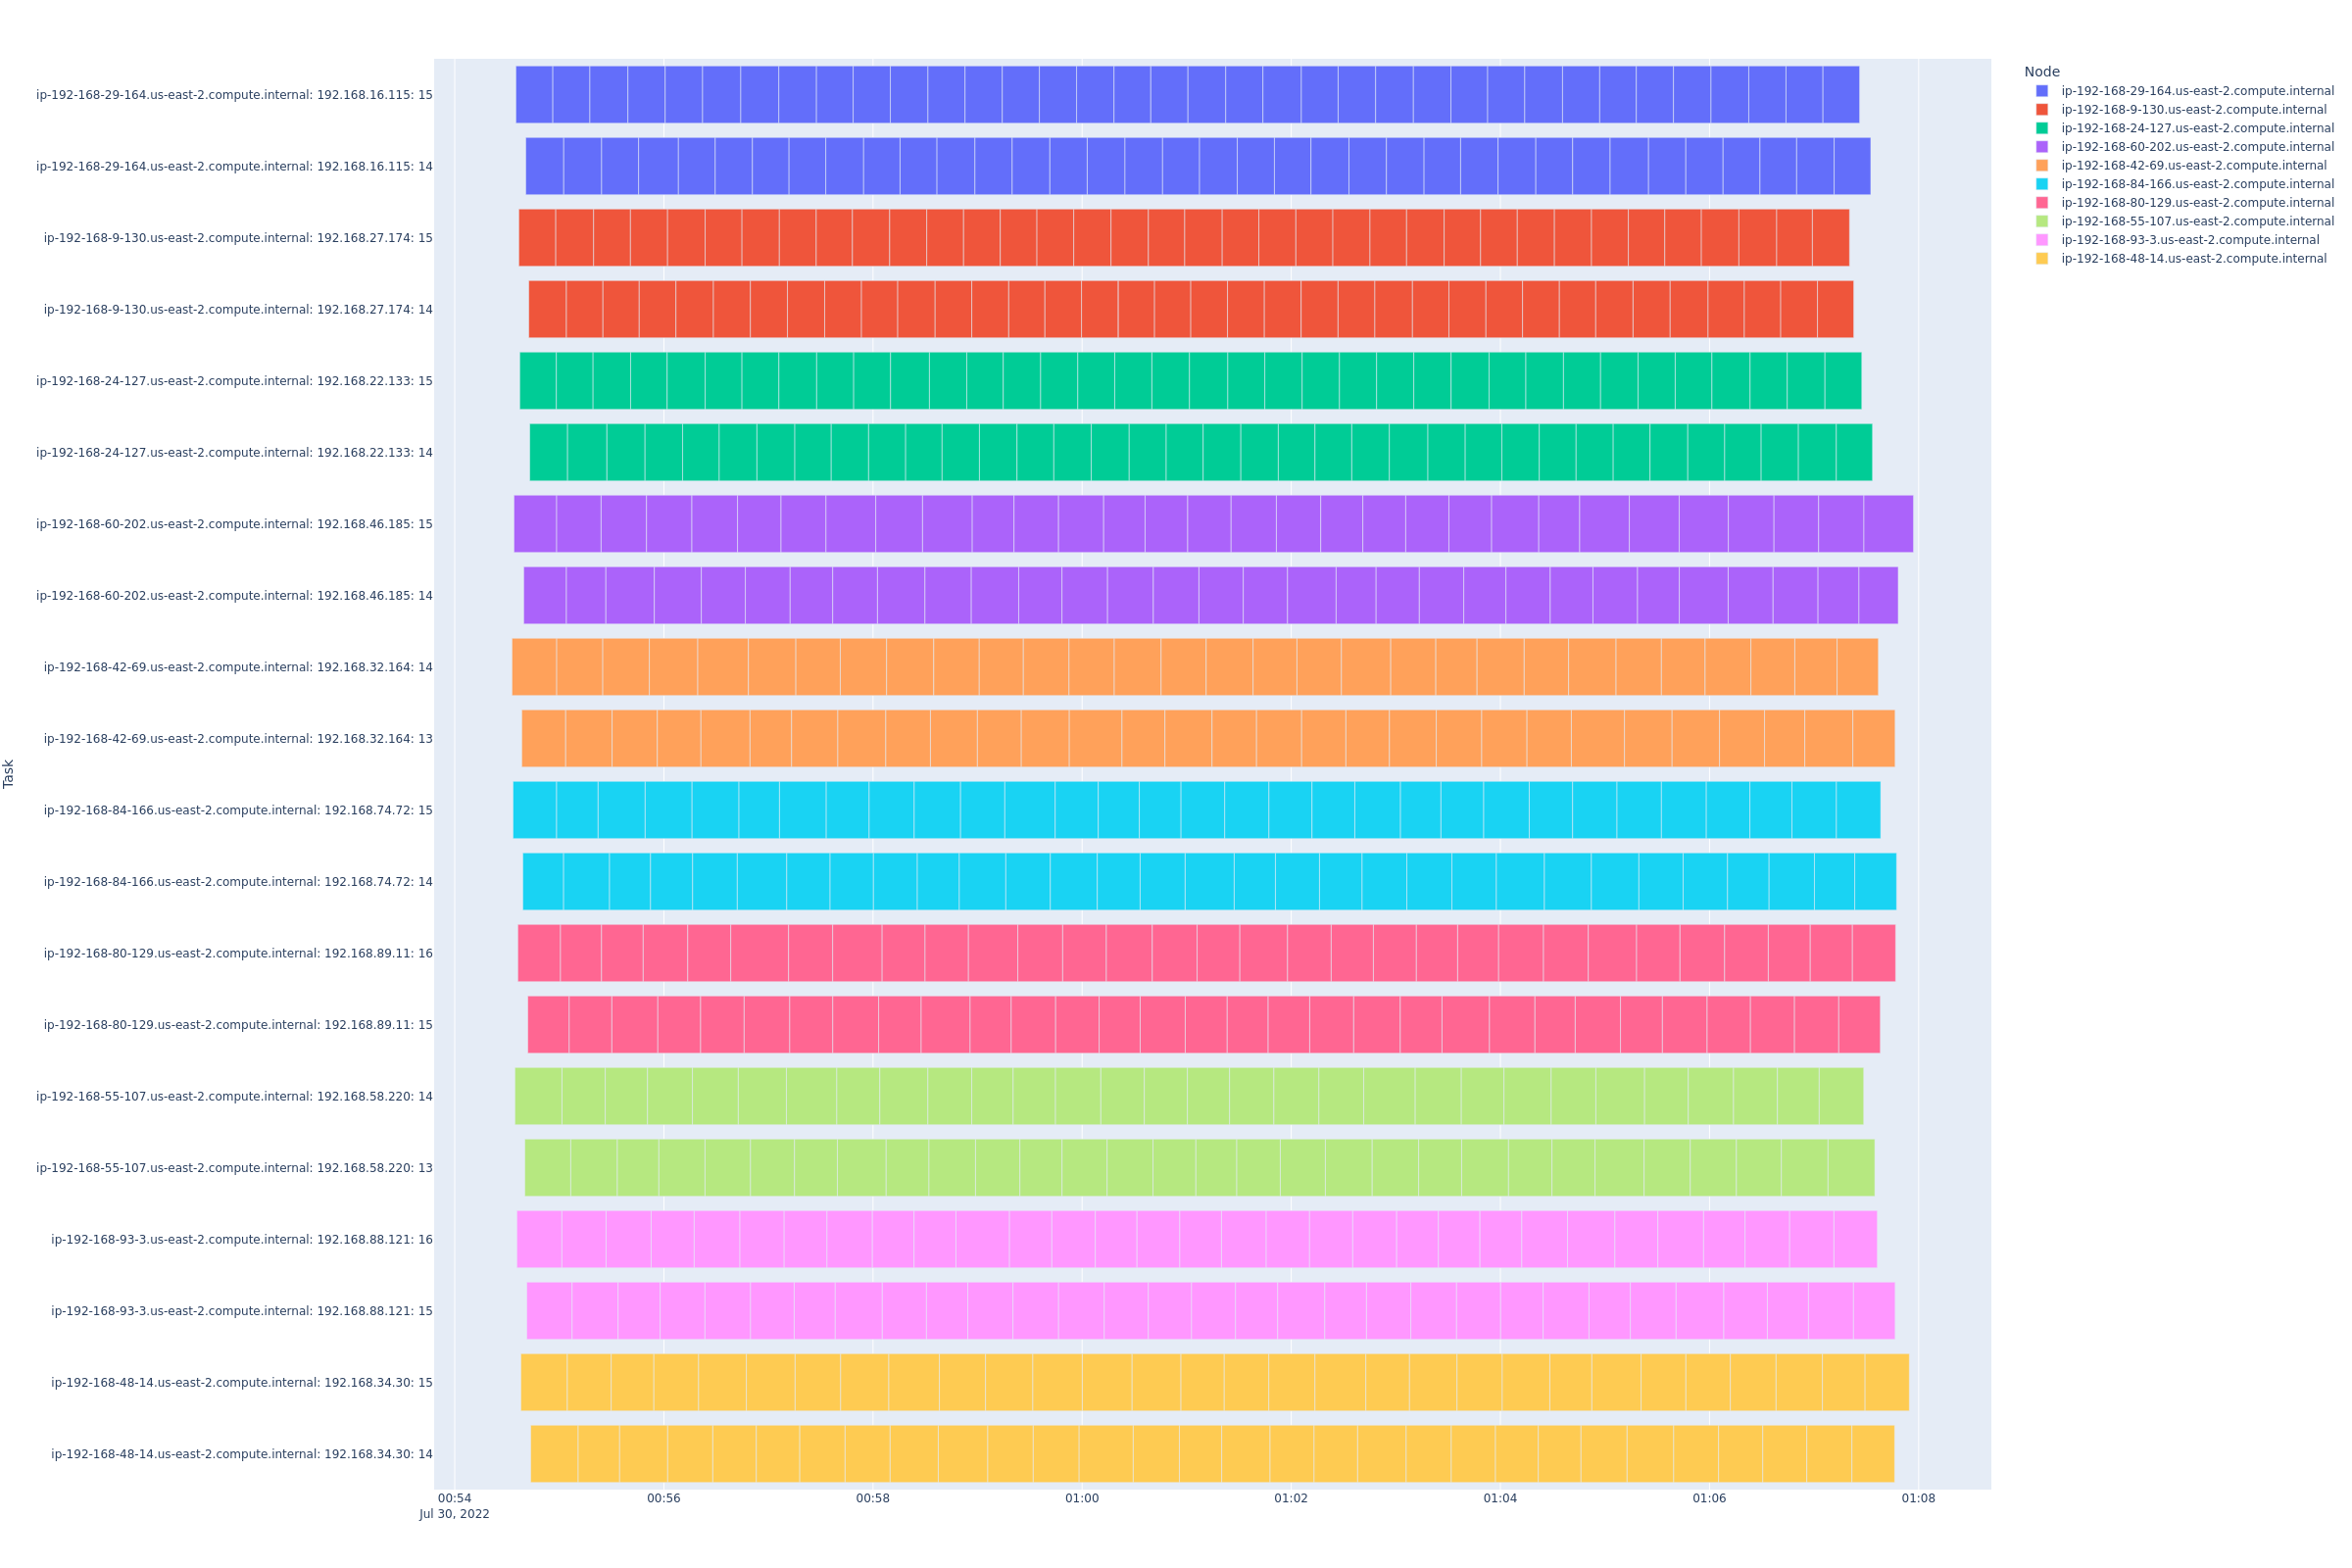 Task
ip-192-168-29-164.us-east-2.compute.internal: 192.168.16.115: 15
ip-192-168-29-164.us-east-2.compute.internal: 192.168.16.115: 14
ip-192-168-9-130.us-east-2.compute.internal: 192.168.27.174: 15
ip-192-168-9-130.us-east-2.compute.internal: 192.168.27.174: 14
ip-192-168-24-127.us-east-2.compute.internal: 192.168.22.133: 15
ip-192-168-24-127.us-east-2.compute.internal: 192.168.22.133: 14
ip-192-168-60-202.us-east-2.compute.internal: 192.168.46.185: 15
ip-192-168-60-202.us-east-2.compute.internal: 192.168.46.185: 14
ip-192-168-42-69.us-east-2.compute.internal: 192.168.32.164: 14
ip-192-168-42-69.us-east-2.compute.internal: 192.168.32.164: 13
ip-192-168-84-166.us-east-2.compute.internal: 192.168.74.72: 15
ip-192-168-84-166.us-east-2.compute.internal: 192.168.74.72: 14
ip-192-168-80-129.us-east-2.compute.internal: 192.168.89.11: 16
ip-192-168-80-129.us-east-2.compute.internal: 192.168.89.11: 15
ip-192-168-55-107.us-east-2.compute.internal: 192.168.58.220: 14
ip-192-168-55-107.us-east-2.compute.internal: 192.168.58.220: 13
ip-192-168-93-3.us-east-2.compute.internal: 192.168.88.121: 16
ip-192-168-93-3.us-east-2.compute.internal: 192.168.88.121: 15
ip-192-168-48-14.us-east-2.compute.internal: 192.168.34.30: 15
ip-192-168-48-14.us-east-2.compute.internal: 192.168.34.30: 14
00:54 00:56 00:58 01:00 01:02 01:04 01:06 01:08
Jul 30, 2022
Node
ip-192-168-29-164.us-east-2.compute.internal
ip-192-168-9-130.us-east-2.compute.internal
ip-192-168-24-127.us-east-2.compute.internal
ip-192-168-60-202.us-east-2.compute.internal
ip-192-168-42-69.us-east-2.compute.internal
ip-192-168-84-166.us-east-2.compute.internal
ip-192-168-80-129.us-east-2.compute.internal
ip-192-168-55-107.us-east-2.compute.internal
ip-192-168-93-3.us-east-2.compute.internal
ip-192-168-48-14.us-east-2.compute.internal